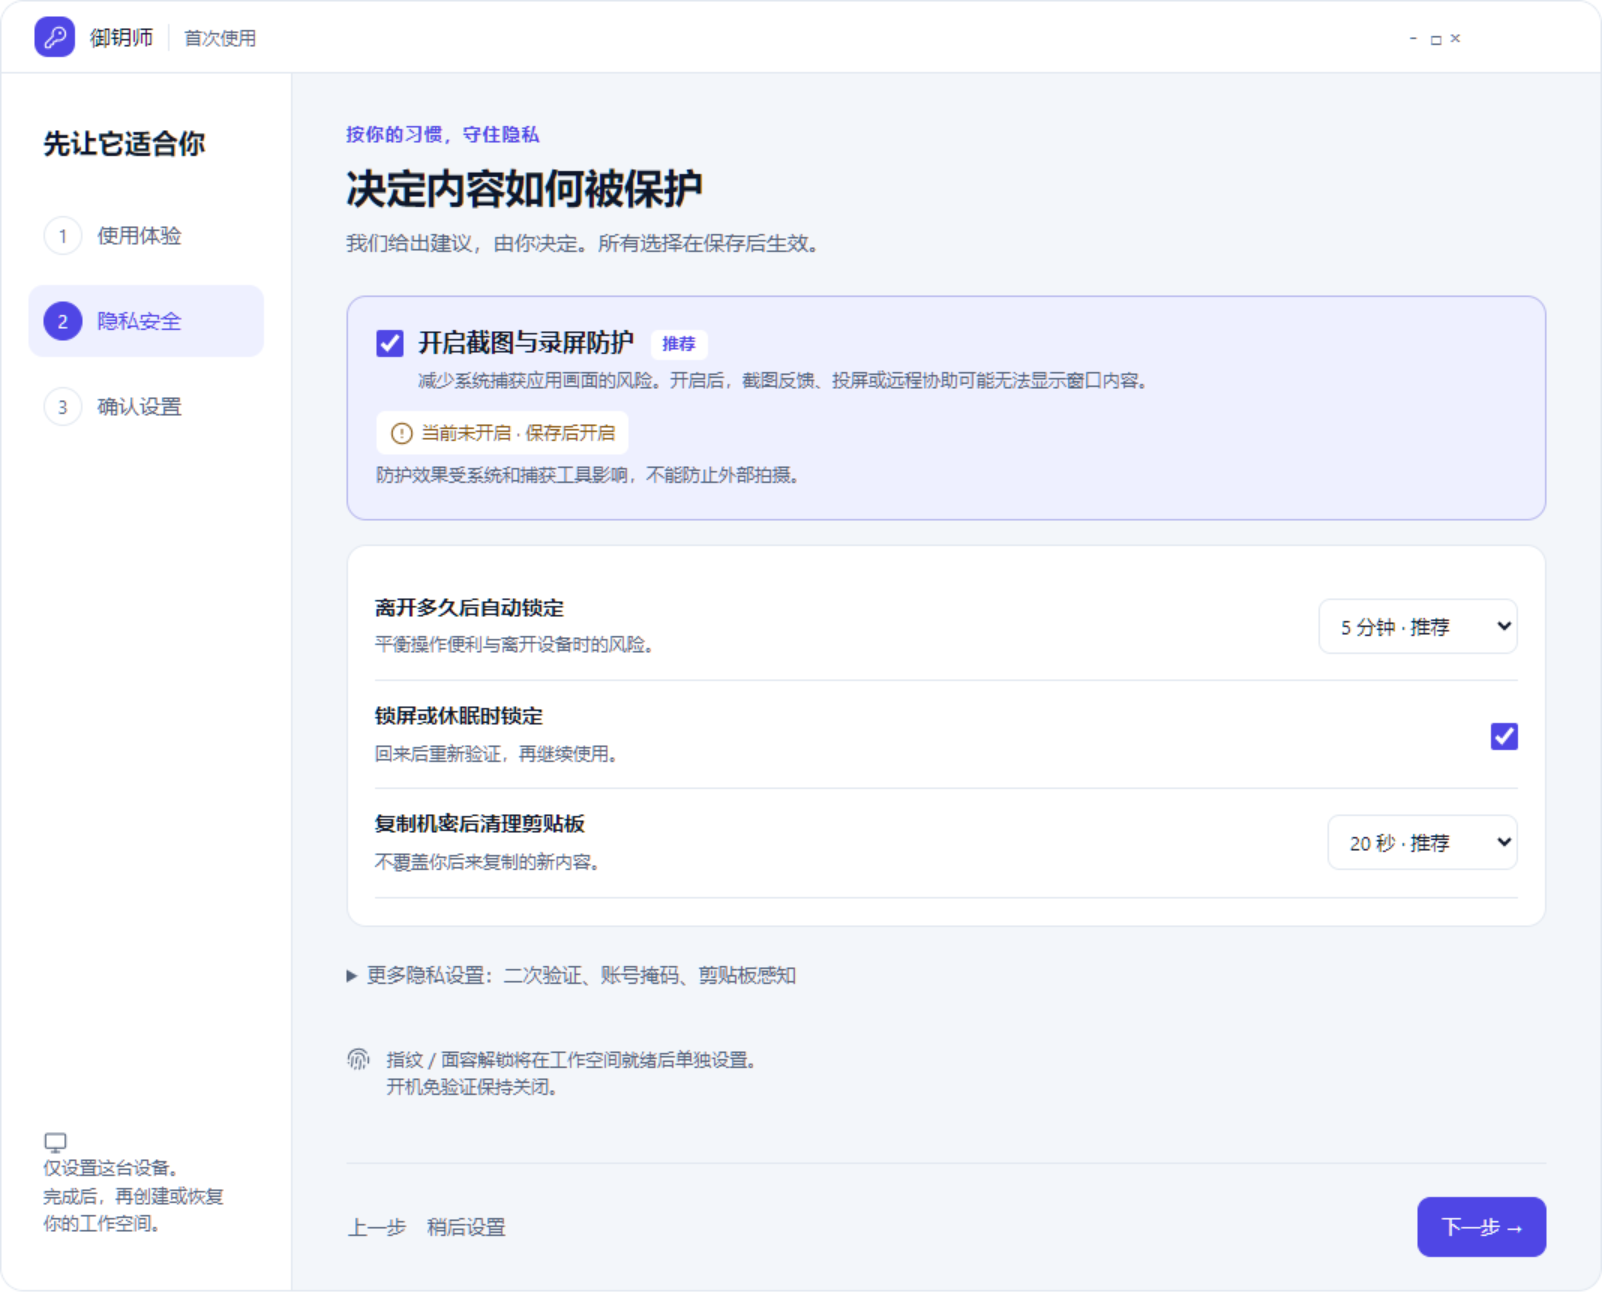 御钥师
首次使用
先让它适合你
1 使用体验
2 隐私安全
3 确认设置
仅设置这台设备。
完成后，再创建或恢复
你的工作空间。
按你的习惯，守住隐私
决定内容如何被保护
我们给出建议，由你决定。所有选择在保存后生效。
开启截图与录屏防护 推荐
减少系统捕获应用画面的风险。开启后，截图反馈、投屏或远程协助可能无法显示窗口内容。
当前未开启 · 保存后开启
防护效果受系统和捕获工具影响，不能防止外部拍摄。
离开多久后自动锁定
平衡操作便利与离开设备时的风险。
5 分钟 · 推荐
锁屏或休眠时锁定
回来后重新验证，再继续使用。
复制机密后清理剪贴板
不覆盖你后来复制的新内容。
20 秒 · 推荐
更多隐私设置：二次验证、账号掩码、剪贴板感知
指纹 / 面容解锁将在工作空间就绪后单独设置。
开机免验证保持关闭。
上一步 稍后设置
下一步 →